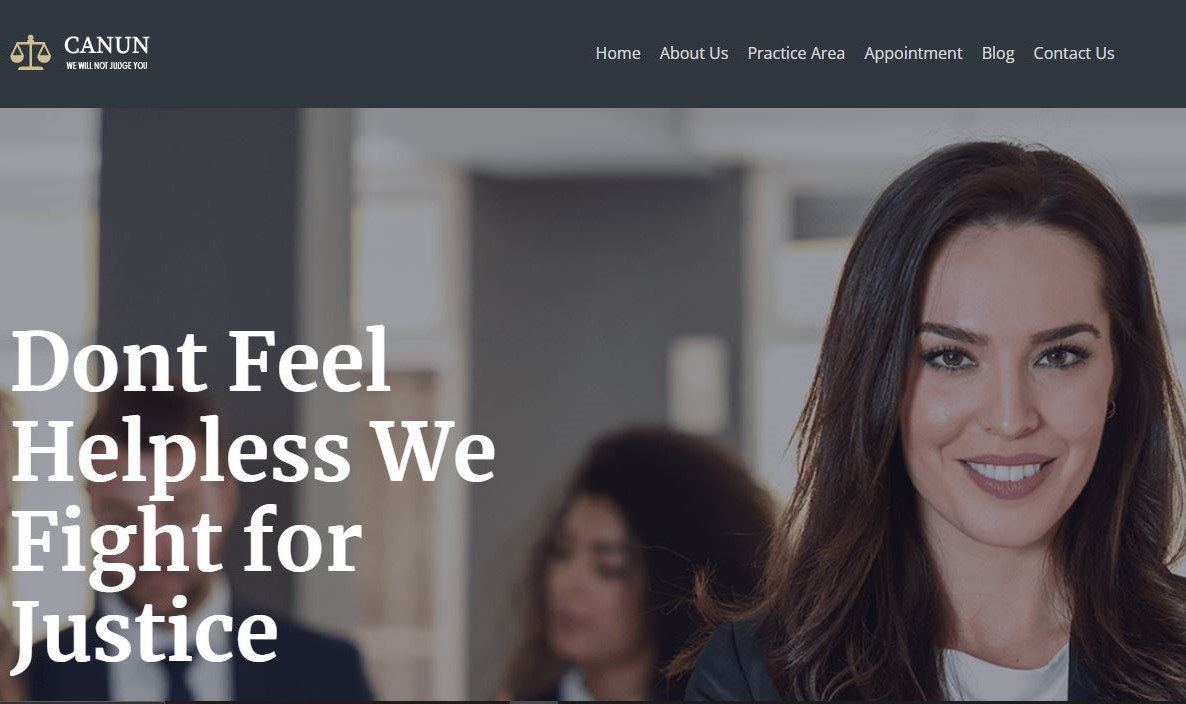 CANUN
WE WILL NOT JUDGE YOU
Home About Us Practice Area Appointment Blog Contact Us
Dont Feel
Helpless We
Fight for
Justice